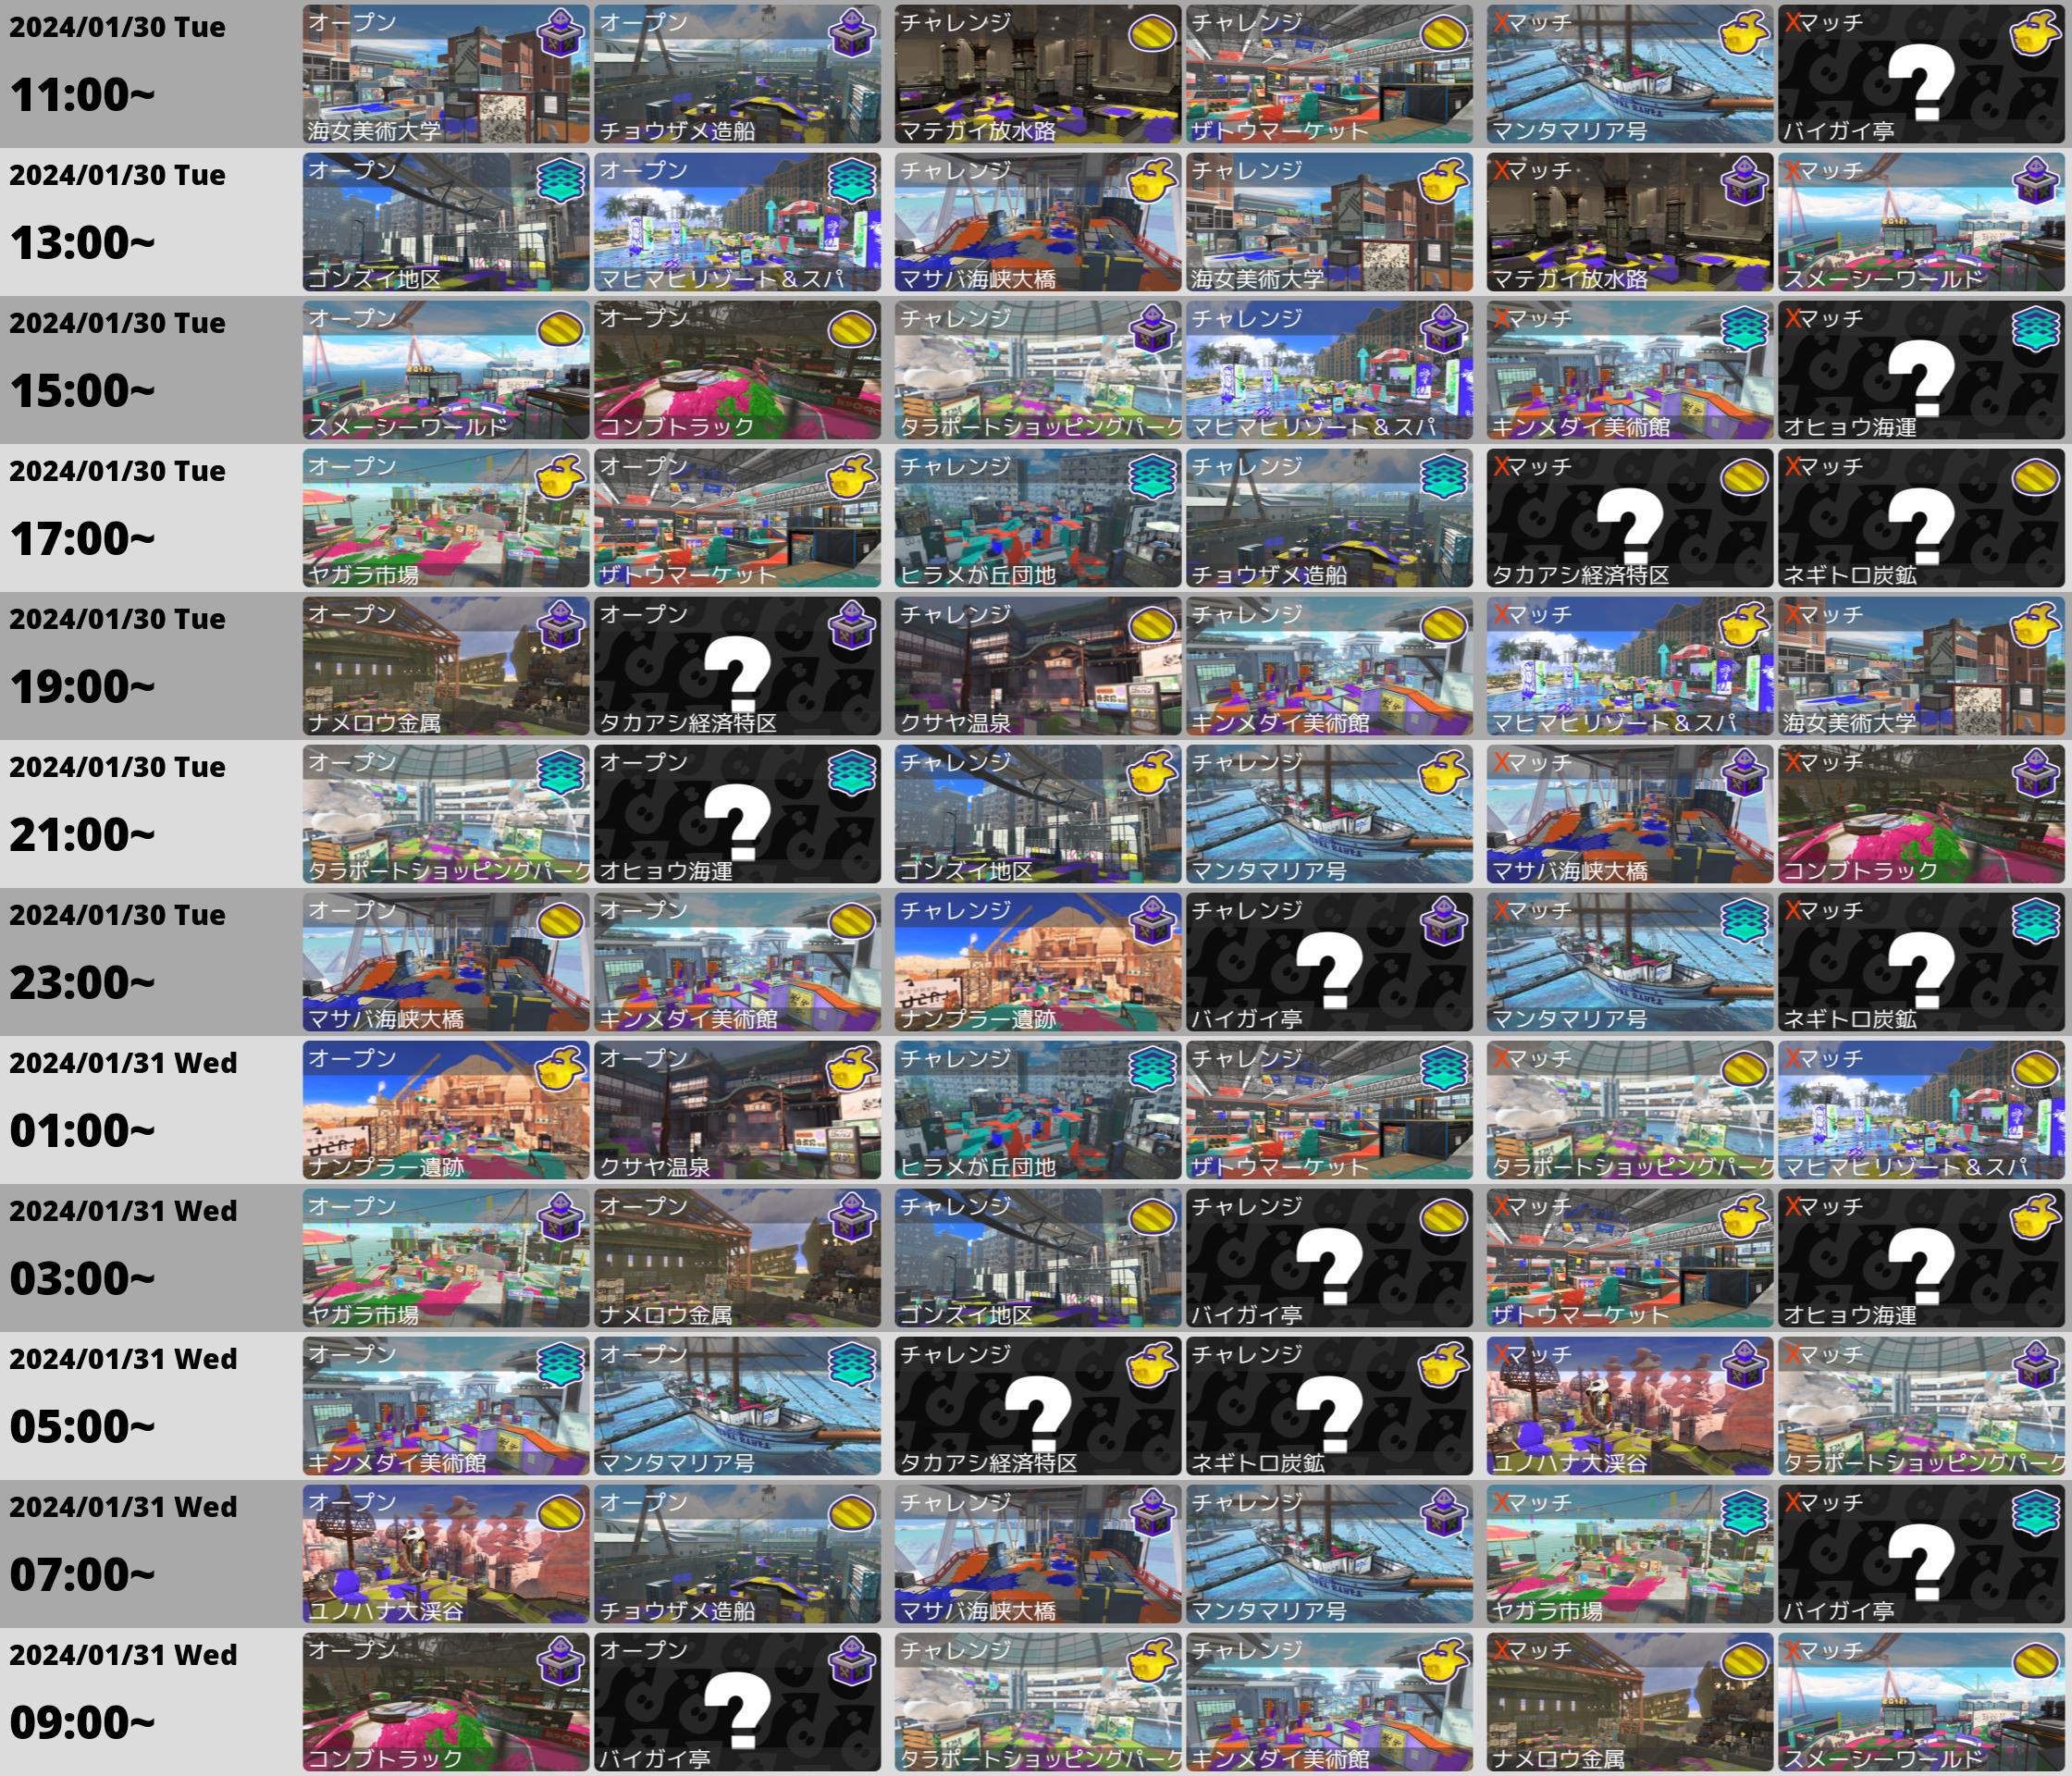 2024/01/30 Tue
11:00~
オープン
海女美術大学
オープン
チョウザメ造船
チャレンジ
マテガイ放水路
チャレンジ
ザトウマーケット
Xマッチ
マンタマリア号
Xマッチ
?
バイガイ亭
2024/01/30 Tue
13:00~
オープン
ゴンズイ地区
オープン
マヒマヒリゾート＆スパ
チャレンジ
マサバ海峡大橋
チャレンジ
海女美術大学
Xマッチ
マテガイ放水路
Xマッチ
スメーシーワールド
2024/01/30 Tue
15:00~
オープン
スメーシーワールド
オープン
コンブトラック
チャレンジ
タラポートショッピングパーク
チャレンジ
マヒマヒリゾート＆スパ
Xマッチ
キンメダイ美術館
Xマッチ
?
オヒョウ海運
2024/01/30 Tue
17:00~
オープン
ヤガラ市場
オープン
ザトウマーケット
チャレンジ
ヒラメが丘団地
チャレンジ
チョウザメ造船
Xマッチ
?
タカアシ経済特区
Xマッチ
?
ネギトロ炭鉱
2024/01/30 Tue
19:00~
オープン
ナメロウ金属
オープン
?
タカアシ経済特区
チャレンジ
クサヤ温泉
チャレンジ
キンメダイ美術館
Xマッチ
マヒマヒリゾート＆スパ
Xマッチ
海女美術大学
2024/01/30 Tue
21:00~
オープン
タラポートショッピングパーク
オープン
?
オヒョウ海運
チャレンジ
ゴンズイ地区
チャレンジ
マンタマリア号
Xマッチ
マサバ海峡大橋
Xマッチ
コンブトラック
2024/01/30 Tue
23:00~
オープン
マサバ海峡大橋
オープン
キンメダイ美術館
チャレンジ
ナンプラー遺跡
チャレンジ
?
バイガイ亭
Xマッチ
マンタマリア号
Xマッチ
?
ネギトロ炭鉱
2024/01/31 Wed
01:00~
オープン
ナンプラー遺跡
オープン
クサヤ温泉
チャレンジ
ヒラメが丘団地
チャレンジ
ザトウマーケット
Xマッチ
タラポートショッピングパーク
Xマッチ
マヒマヒリゾート＆スパ
2024/01/31 Wed
03:00~
オープン
ヤガラ市場
オープン
ナメロウ金属
チャレンジ
ゴンズイ地区
チャレンジ
?
バイガイ亭
Xマッチ
ザトウマーケット
Xマッチ
?
オヒョウ海運
2024/01/31 Wed
05:00~
オープン
キンメダイ美術館
オープン
マンタマリア号
チャレンジ
?
タカアシ経済特区
チャレンジ
?
ネギトロ炭鉱
Xマッチ
ユノハナ大渓谷
Xマッチ
タラポートショッピングパーク
2024/01/31 Wed
07:00~
オープン
ユノハナ大渓谷
オープン
チョウザメ造船
チャレンジ
マサバ海峡大橋
チャレンジ
マンタマリア号
Xマッチ
ヤガラ市場
Xマッチ
?
バイガイ亭
2024/01/31 Wed
09:00~
オープン
コンブトラック
オープン
?
バイガイ亭
チャレンジ
タラポートショッピングパーク
チャレンジ
キンメダイ美術館
Xマッチ
ナメロウ金属
Xマッチ
スメーシーワールド